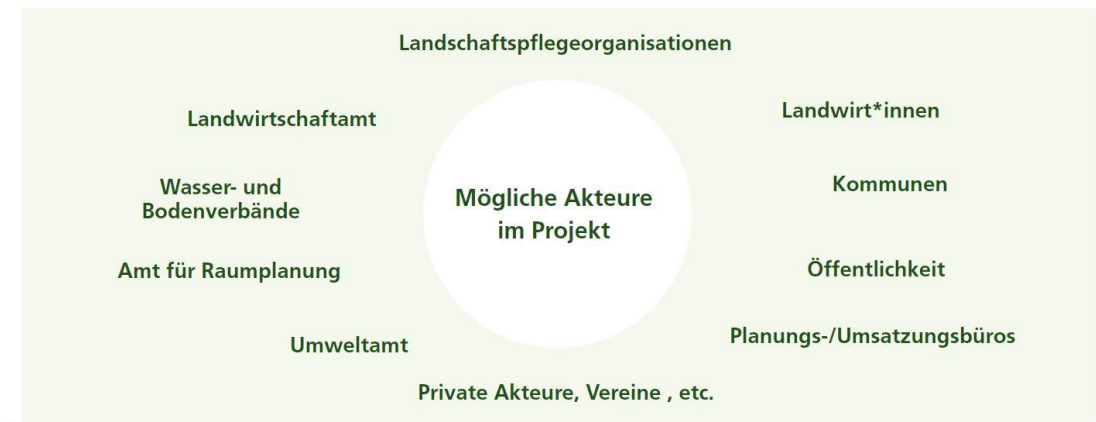 Landschaftspflegeorganisationen
Landwirtschaftamt
Landwirt*innen
Wasser- und
Bodenverbände
Kommunen
Mögliche Akteure
im Projekt
Amt für Raumplanung
Öffentlichkeit
Umweltamt
Planungs-/Umsatzungsbüros
Private Akteure, Vereine , etc.